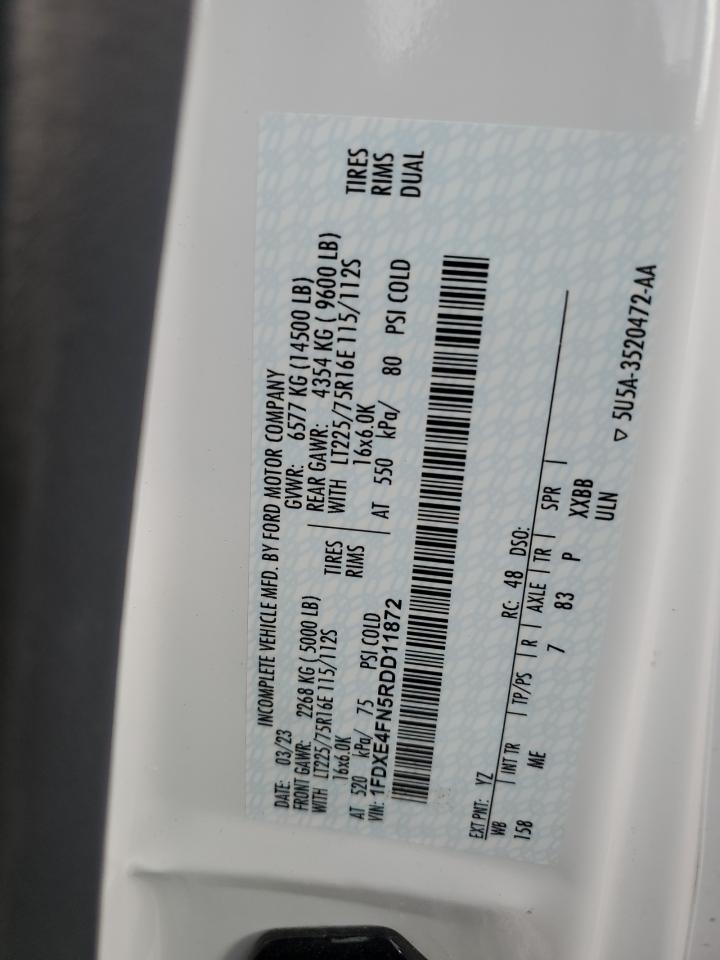 INCOMPLETE VEHICLE MFD. BY FORD MOTOR COMPANY
DATE: 03/23 GVWR: 6577 KG (14500 LB)
FRONT GAWR: 2268 KG ( 5000 LB) REAR GAWR: 4354 KG ( 9600 LB)
WITH LT225/75R16E 115/112S TIRES WITH LT225/75R16E 115/112S TIRES
16x6.0K RIMS 16x6.0K RIMS
AT 520 kPa/ 75 PSI COLD AT 550 kPa/ 80 PSI COLD DUAL
VIN: 1FDXE4FN5RDD11872
EXT PNT: YZ RC: 48 DSO:
WB INT TR TP/PS R AXLE TR SPR
158 ME 7 83 P XXBB
ULN
▽ 5U5A-3520472-AA